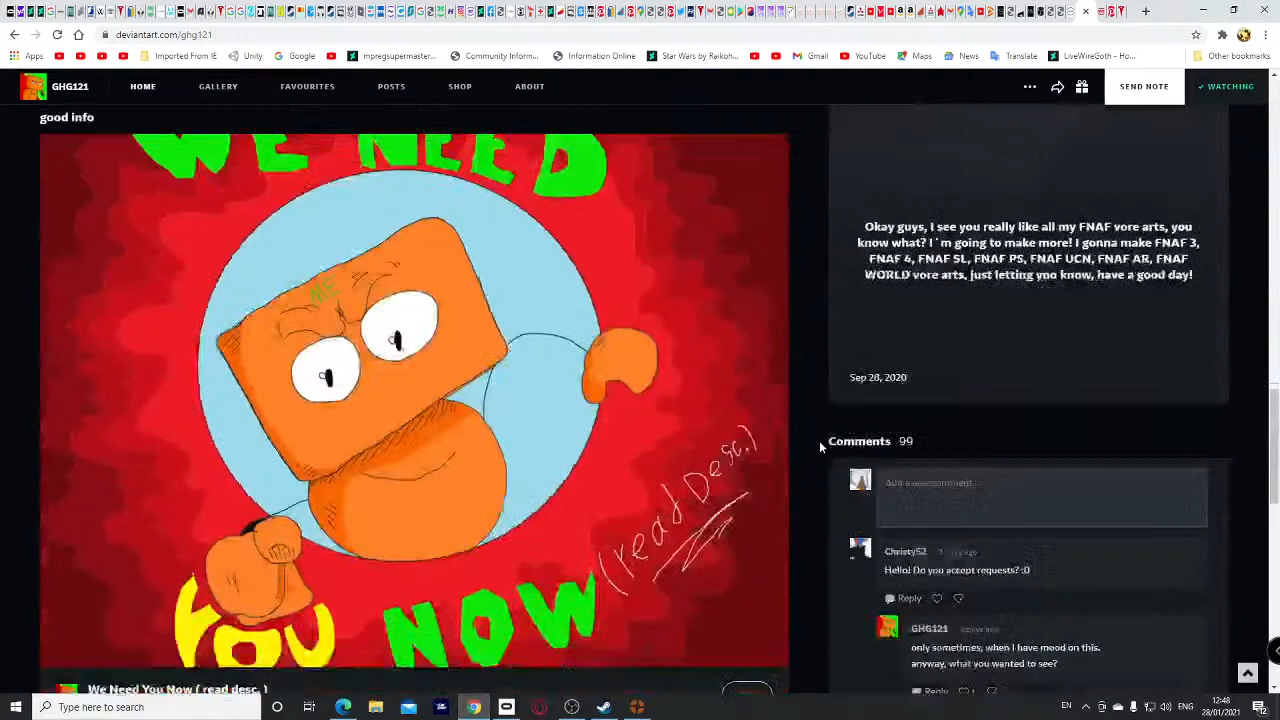 deviantart.com/ghg121
Apps
Imported From IE
Unity
Google
mpregsupermaster...
Community Inform...
Information Online
Star Wars by Raikoh...
Gmail
YouTube
Maps
News
Translate
LiveWireGoth - Ho...
Other bookmarks
GHG121
HOME
GALLERY
FAVOURITES
POSTS
SHOP
ABOUT
SEND NOTE
WATCHING
good info
WE NEED
ME
(read Desc.)
YOU NOW
We Need You Now ( read desc. )
Okay guys, I see you really like all my FNAF vore arts, you
know what? I`m going to make more! I gonna make FNAF 3,
FNAF 4, FNAF SL, FNAF PS, FNAF UCN, FNAF AR, FNAF
WORLD vore arts, just letting you know, have a good day!
Sep 28, 2020
Comments 99
Christy52
Hello! Do you accept requests? :0
Reply
GHG121
only sometimes, when I have mood on this.
anyway, what you wanted to see?
Reply
Type here to search
ENG
12:48
28/01/2021